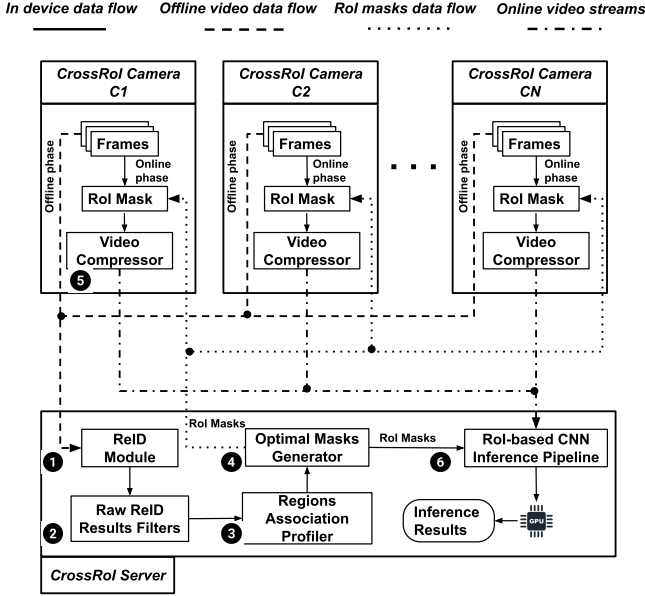 In device data flow
Offline video data flow
RoI masks data flow
Online video streams
CrossRoI Camera
C1
CrossRoI Camera
C2
CrossRoI Camera
CN
Offline phase
Frames
Online
phase
RoI Mask
Video
Compressor
5
Offline phase
Frames
Online
phase
RoI Mask
Video
Compressor
. . .
Offline phase
Frames
Online
phase
RoI Mask
Video
Compressor
RoI Masks
1
ReID
Module
4
Optimal Masks
Generator
RoI Masks
6
RoI-based CNN
Inference Pipeline
2
Raw ReID
Results Filters
3
Regions
Association
Profiler
Inference
Results
GPU
CrossRoI Server